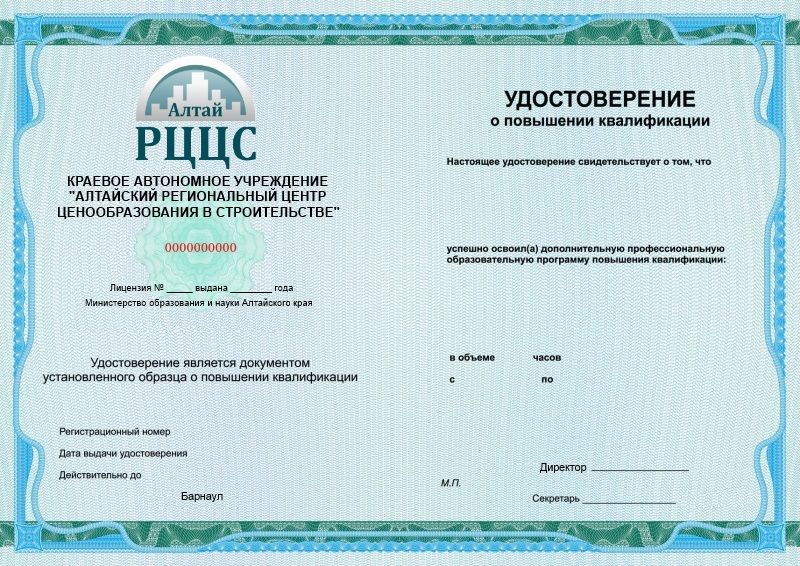 Алтай
РЦЦС
КРАЕВОЕ АВТОНОМНОЕ УЧРЕЖДЕНИЕ
"АЛТАЙСКИЙ РЕГИОНАЛЬНЫЙ ЦЕНТР
ЦЕНООБРАЗОВАНИЯ В СТРОИТЕЛЬСТВЕ"
0000000000
Лицензия № _____ выдана ________ года
Министерство образования и науки Алтайского края
Удостоверение является документом
установленного образца о повышении квалификации
Регистрационный номер
Дата выдачи удостоверения
Действительно до
Барнаул
УДОСТОВЕРЕНИЕ
о повышении квалификации
Настоящее удостоверение свидетельствует о том, что
успешно освоил(а) дополнительную профессиональную
образовательную программу повышения квалификации:
в объеме часов
с по
Директор ________________
М.П.
Секретарь ________________